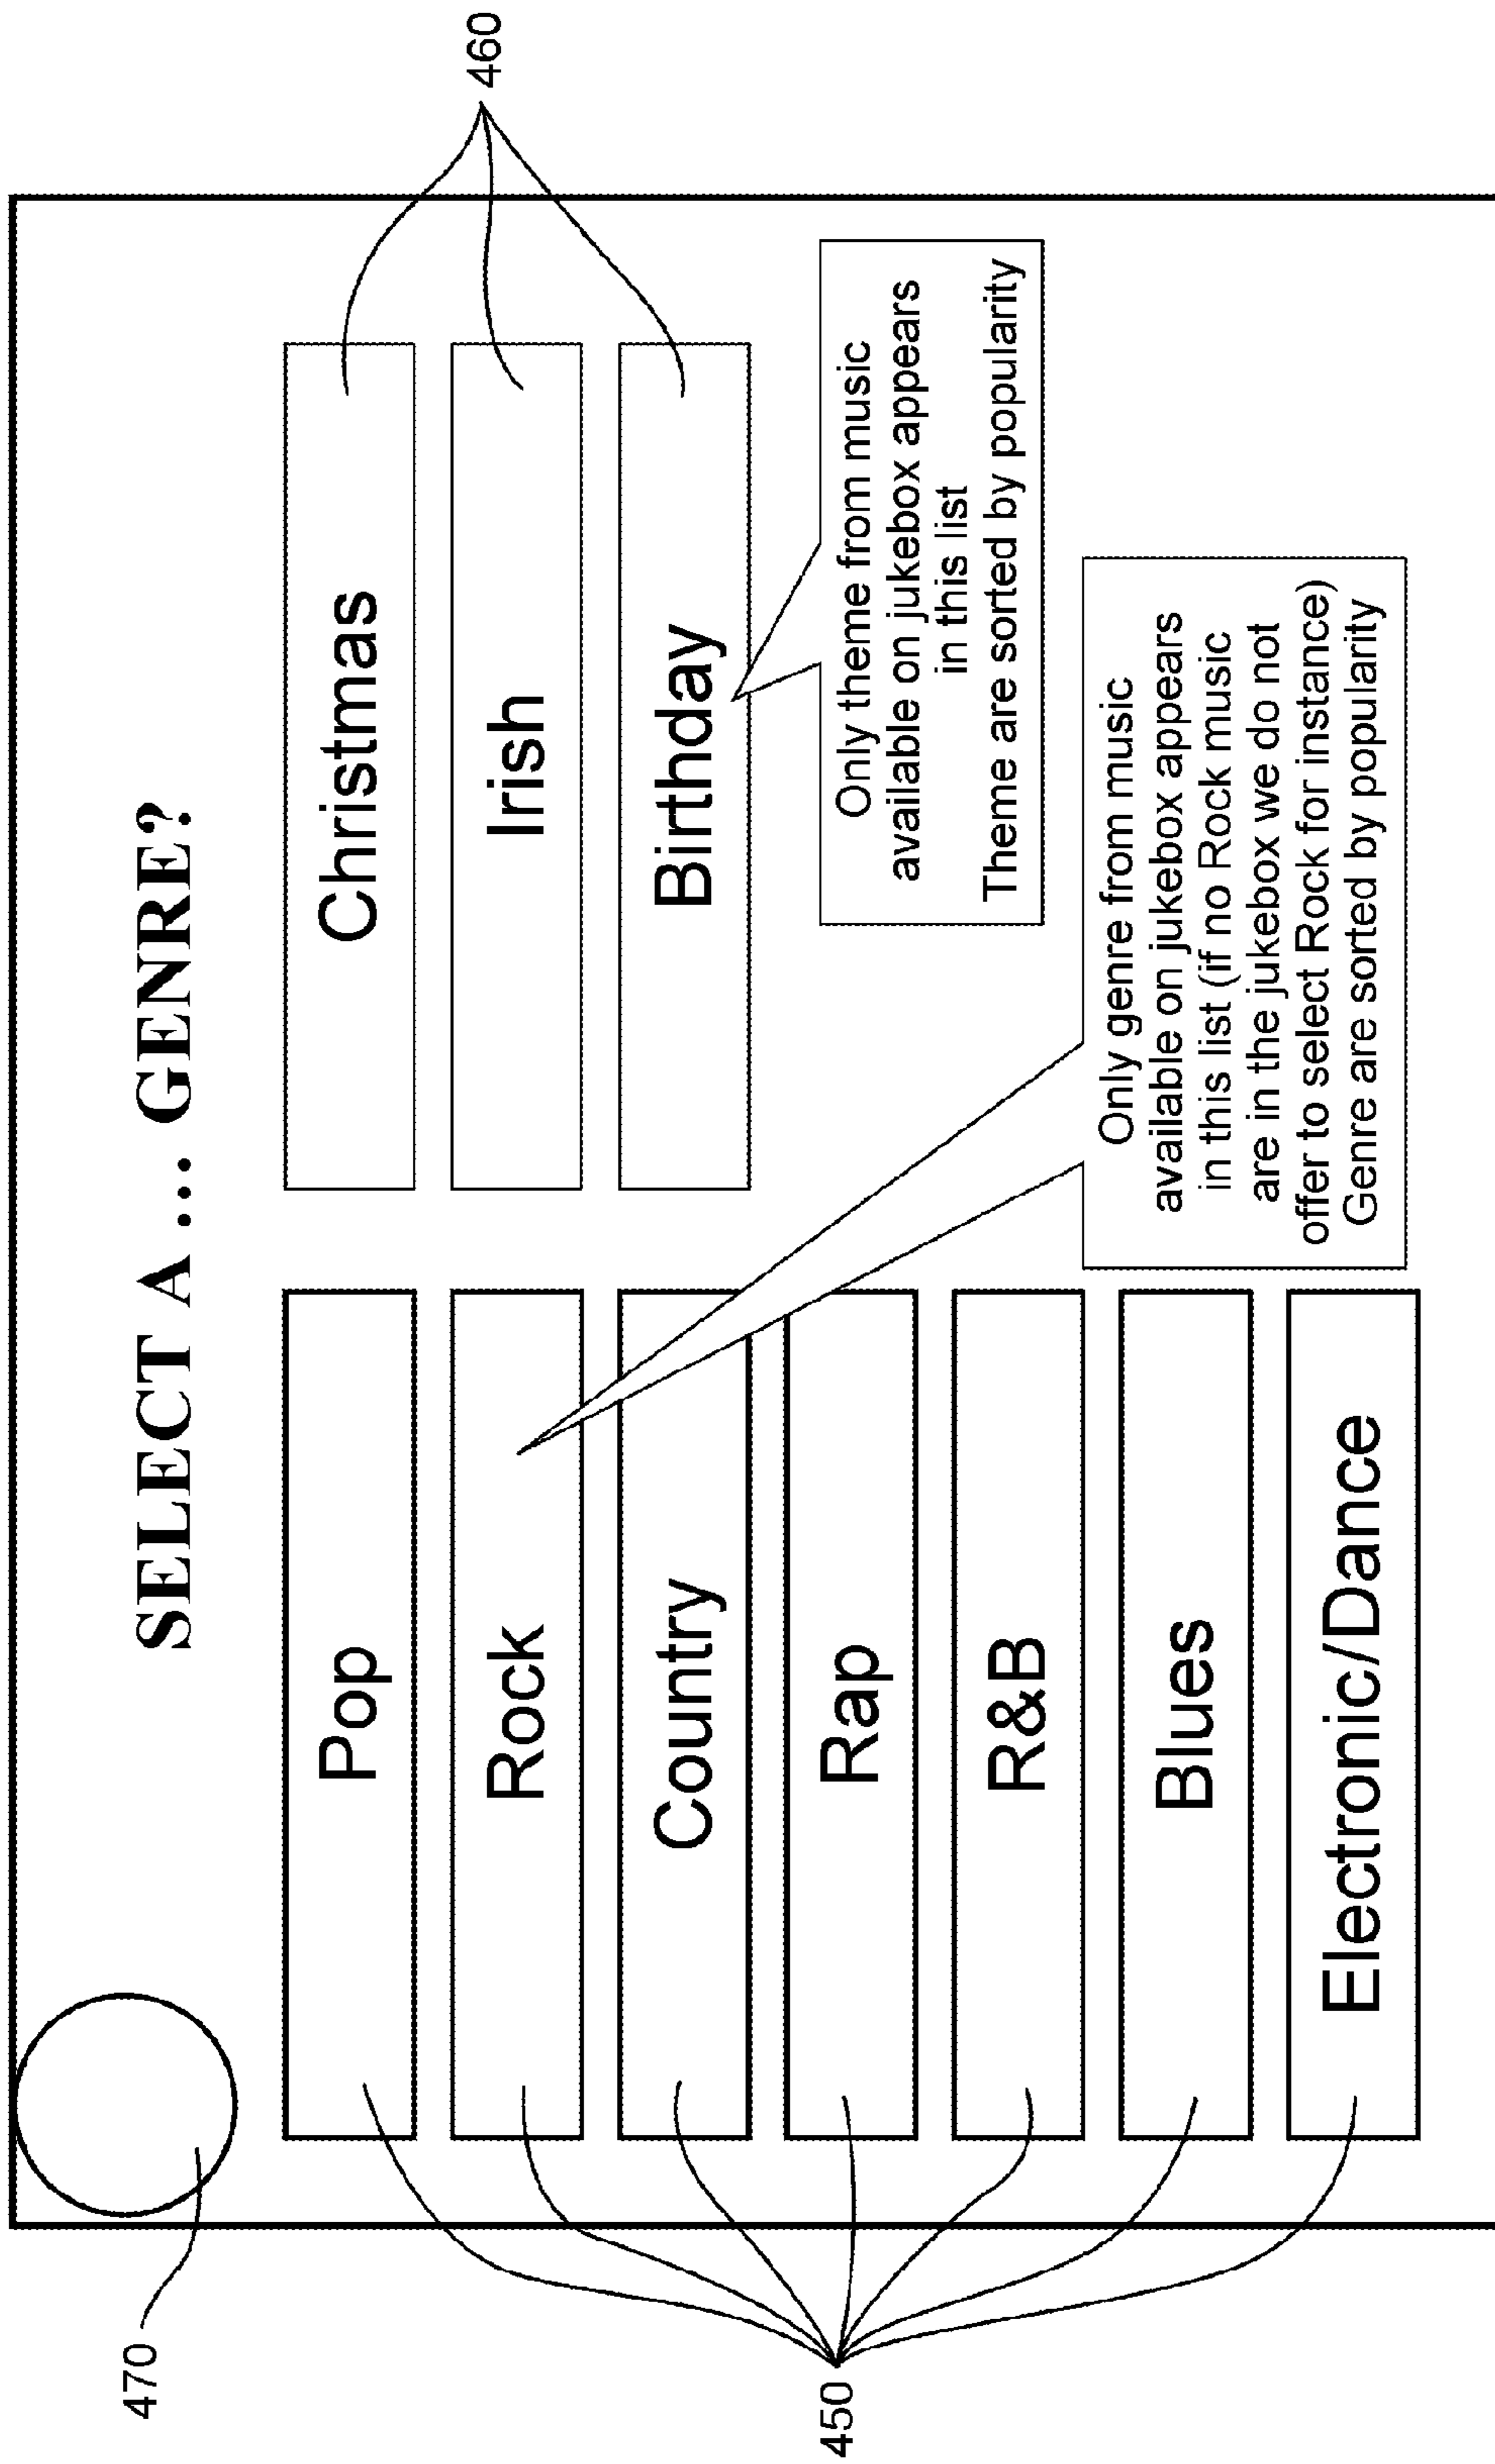 470
SELECT A... GENRE?
Pop
Rock
Country
Rap
R&B
Blues
Electronic/Dance
450
Christmas
Irish
Birthday
460
Only theme from music
available on jukebox appears
in this list
Theme are sorted by popularity
Only genre from music
available on jukebox appears
in this list (if no Rock music
are in the jukebox we do not
offer to select Rock for instance)
Genre are sorted by popularity